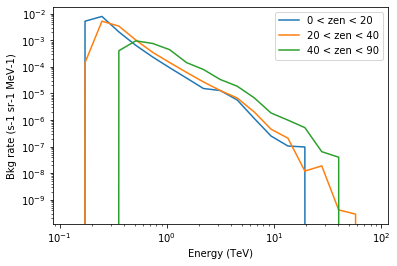 10⁻²
10⁻³
10⁻⁴
10⁻⁵
10⁻⁶
10⁻⁷
10⁻⁸
10⁻⁹
Bkg rate (s-1 sr-1 MeV-1)
0 < zen < 20
20 < zen < 40
40 < zen < 90
10⁻¹ 10⁰ 10¹ 10²
Energy (TeV)